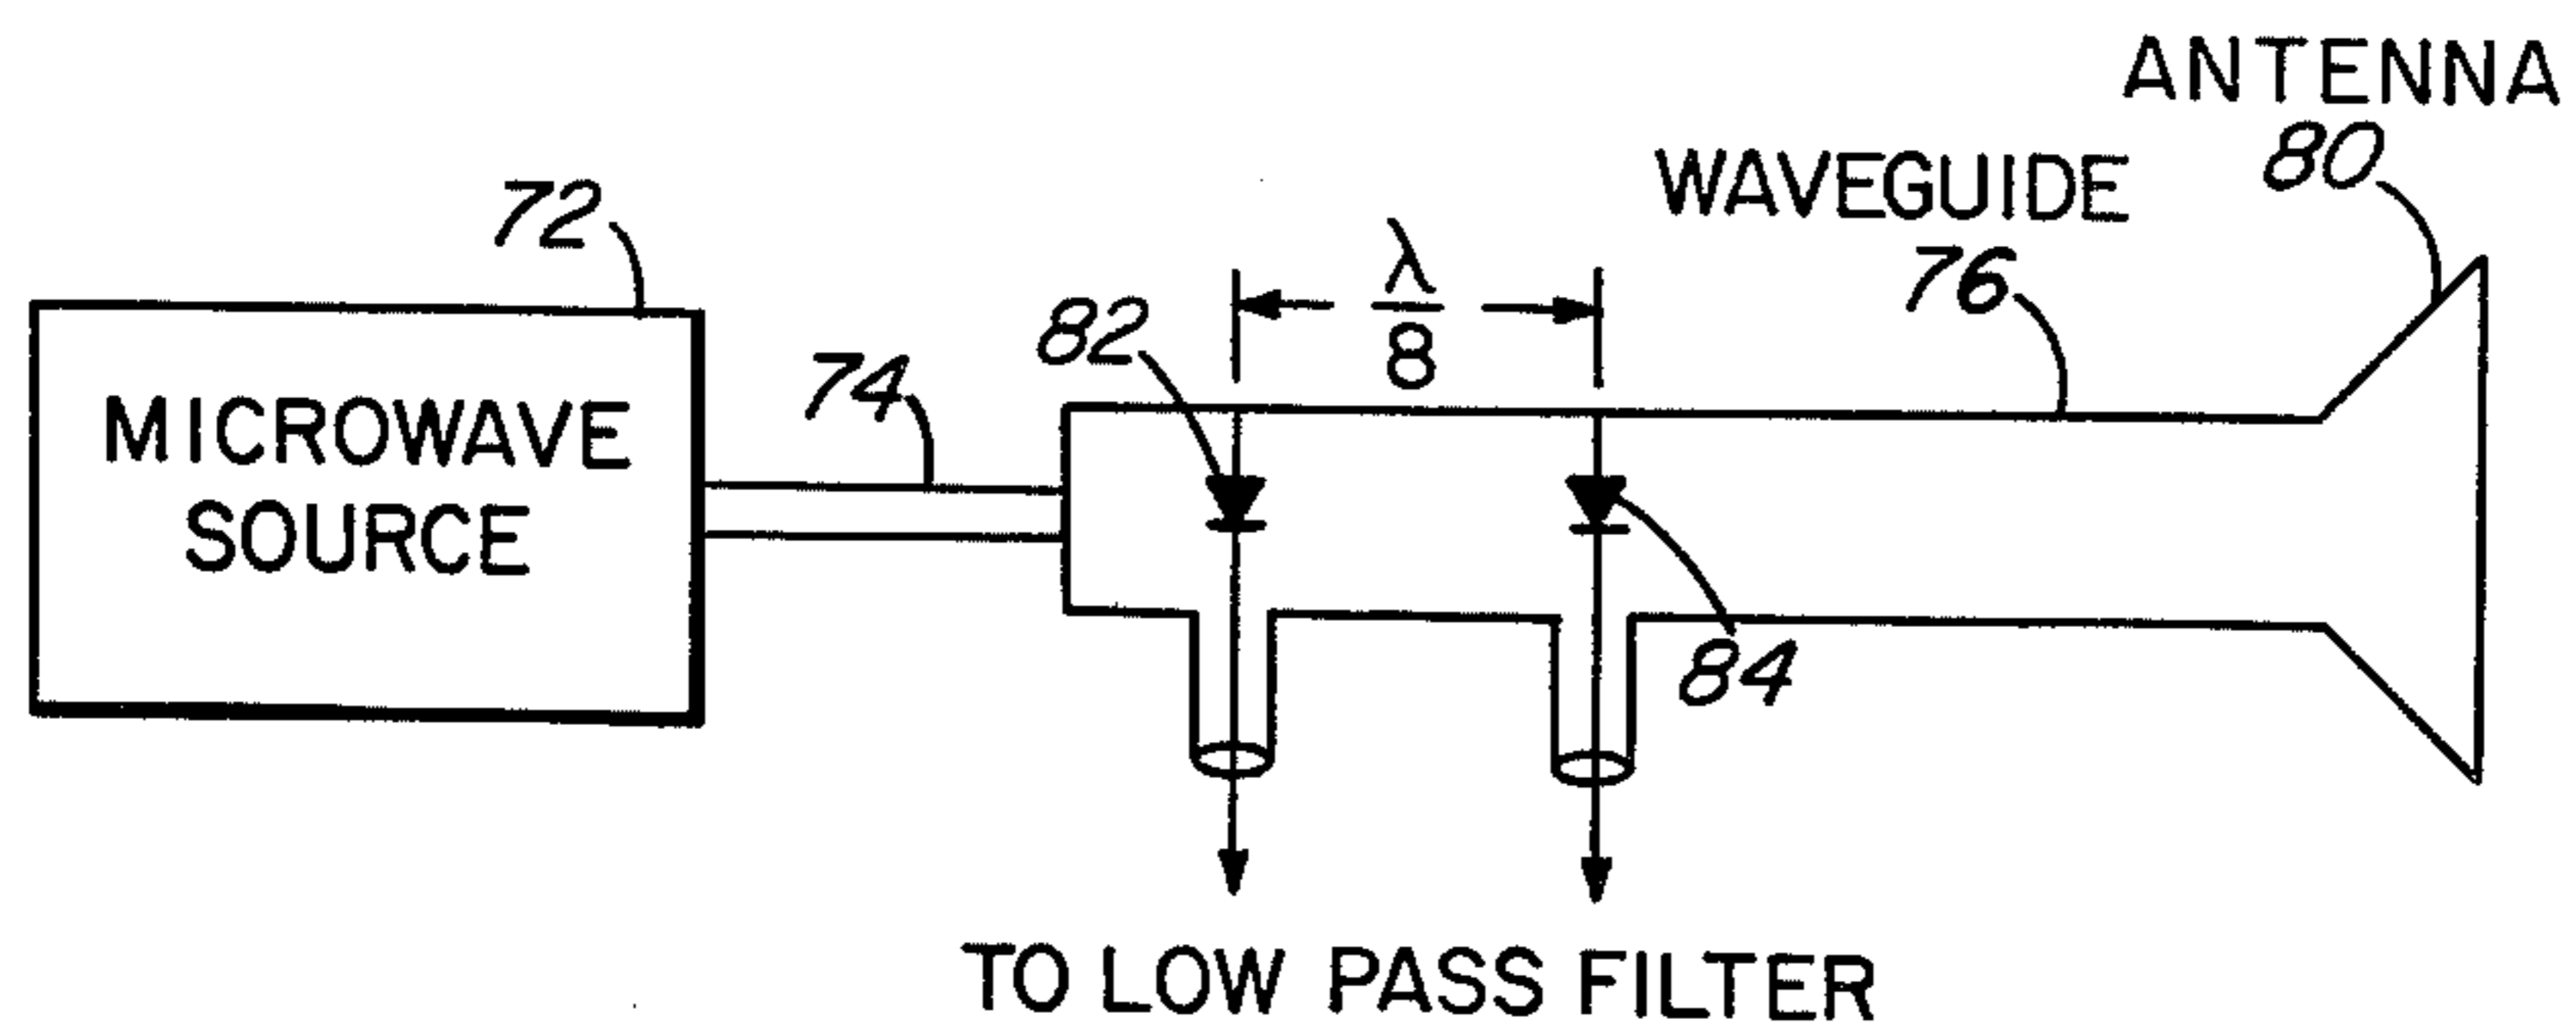 ANTENNA
80
WAVEGUIDE
76
72
λ
8
82
74
MICROWAVE
SOURCE
84
TO LOW PASS FILTER